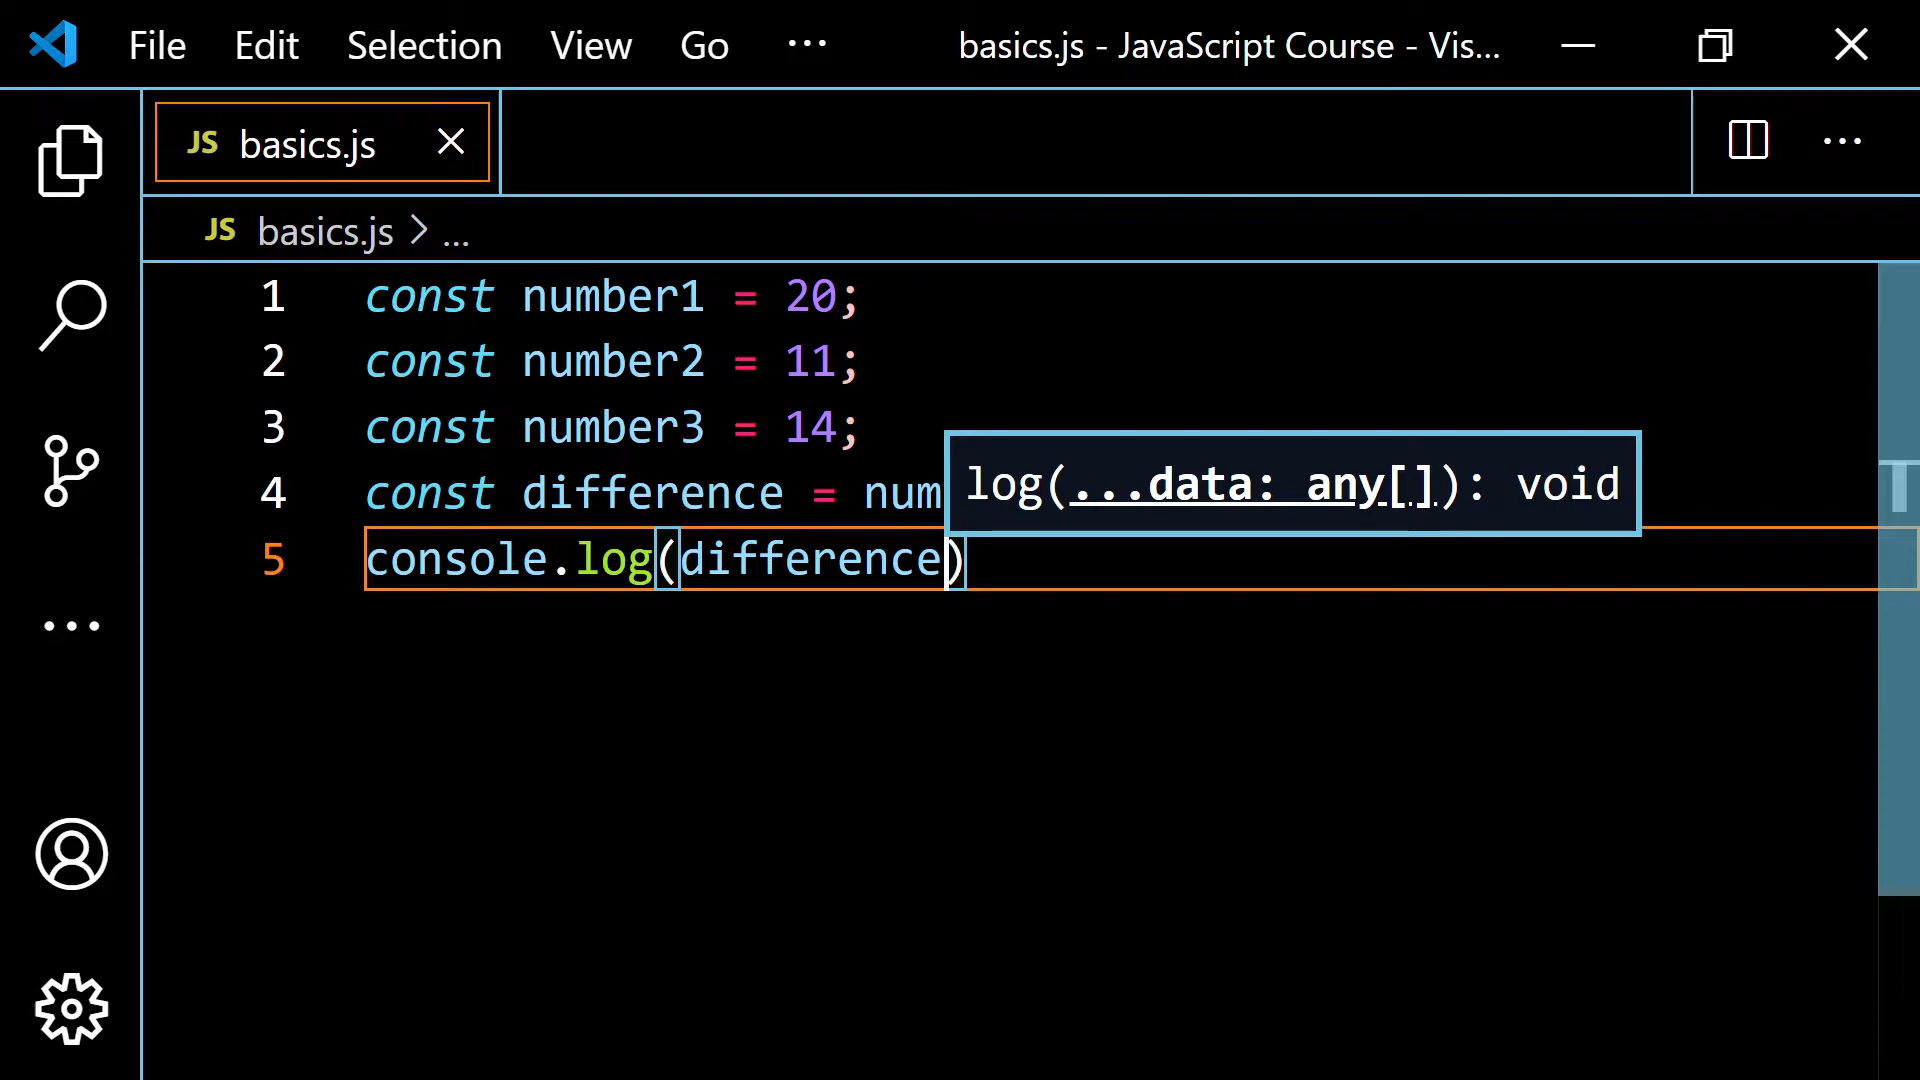 File Edit Selection View Go ... basics.js - JavaScript Course - Vis...
JS basics.js
JS basics.js > ...
1 const number1 = 20;
2 const number2 = 11;
3 const number3 = 14;
4 const difference = num
log(...data: any[]): void
5 console.log(difference)